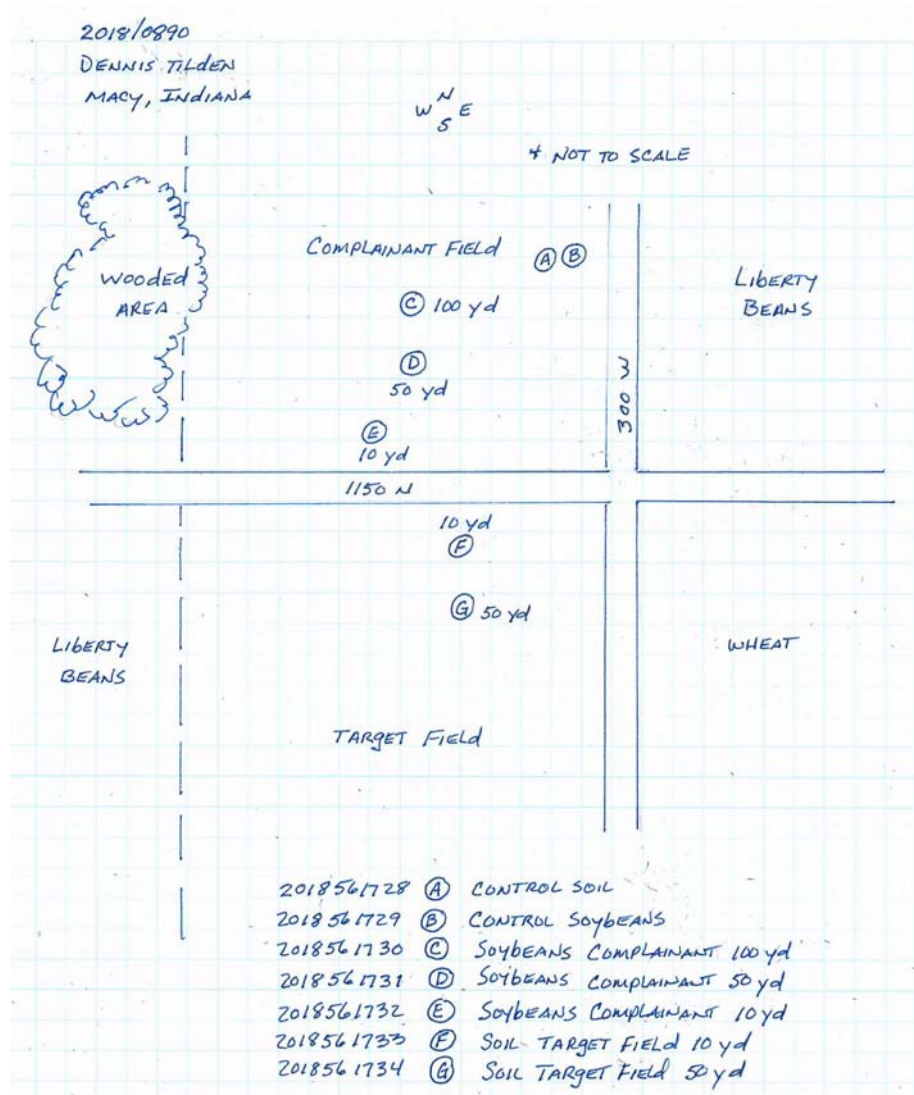 2018/0890
DENNIS TILDEN
MACY, INDIANA
N
W E
S
* NOT TO SCALE
COMPLAINANT FIELD
A B
WOODED
AREA
LIBERTY
BEANS
C 100 yd
D
50 yd
300 W
E
10 yd
1150 N
10 yd
F
G 50 yd
LIBERTY
BEANS
WHEAT
TARGET FIELD
2018561728 A CONTROL SOIL
2018561729 B CONTROL SOYBEANS
2018561730 C SOYBEANS COMPLAINANT 100 yd
2018561731 D SOYBEANS COMPLAINANT 50 yd
2018561732 E SOYBEANS COMPLAINANT 10 yd
2018561733 F SOIL TARGET FIELD 10 yd
2018561734 G SOIL TARGET FIELD 50 yd